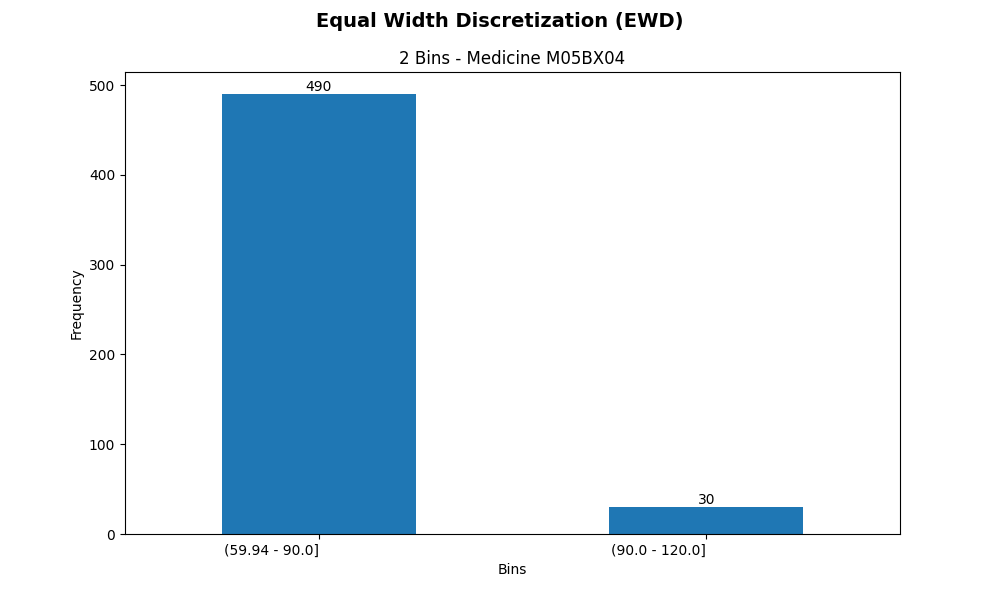 Equal Width Discretization (EWD)
2 Bins - Medicine M05BX04
500
400
300
200
100
0
Frequency
490
30
(59.94 - 90.0]
(90.0 - 120.0]
Bins